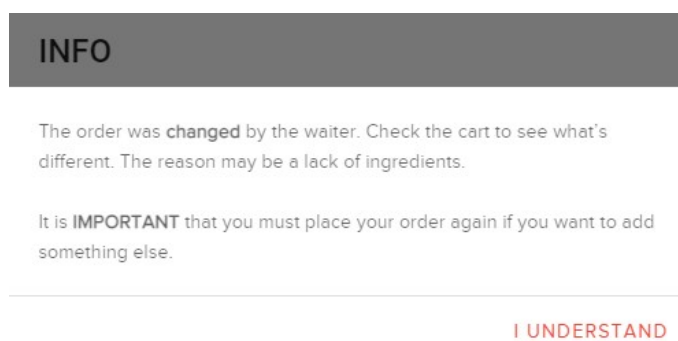 INFO
The order was changed by the waiter. Check the cart to see what's
different. The reason may be a lack of ingredients.
It is IMPORTANT that you must place your order again if you want to add
something else.
I UNDERSTAND